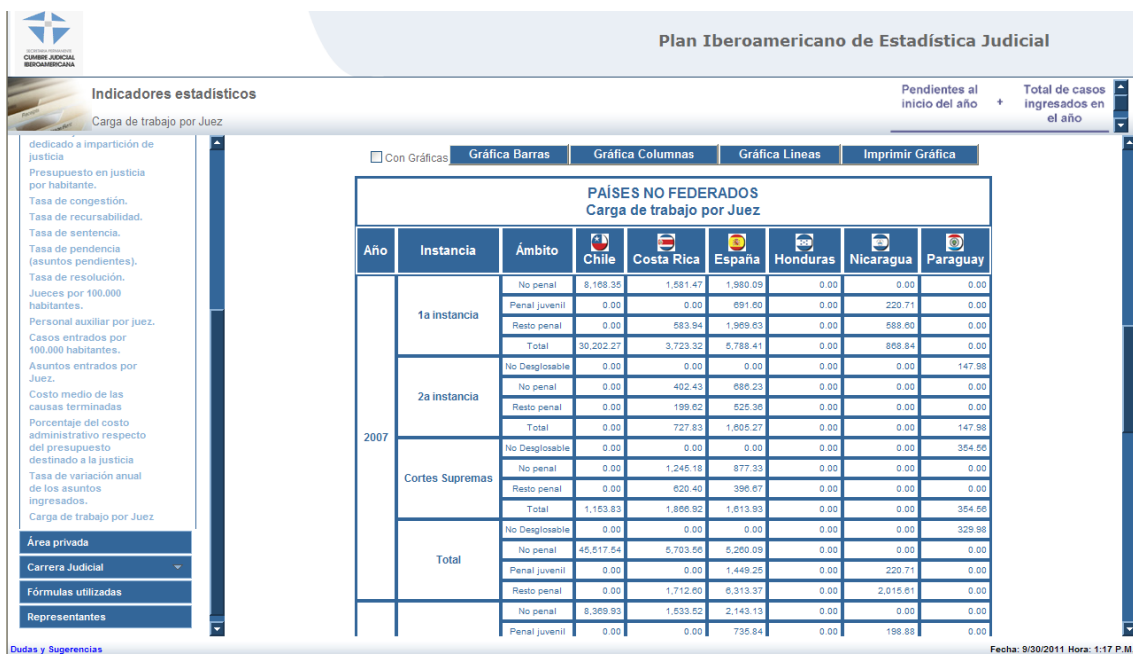 SECRETARIA PERMANENTE
CUMBRE JUDICIAL
IBEROAMERICANA
Plan Iberoamericano de Estadística Judicial
Indicadores estadísticos
Carga de trabajo por Juez
Pendientes al
inicio del año
+
Total de casos
ingresados en
el año
dedicado a impartición de
justicia
Presupuesto en justicia
por habitante.
Tasa de congestión.
Tasa de recursabilidad.
Tasa de sentencia.
Tasa de pendencia
(asuntos pendientes).
Tasa de resolución.
Jueces por 100.000
habitantes.
Personal auxiliar por juez.
Casos entrados por
100.000 habitantes.
Asuntos entrados por
Juez.
Costo medio de las
causas terminadas
Porcentaje del costo
administrativo respecto
del presupuesto
destinado a la justicia
Tasa de variación anual
de los asuntos
ingresados.
Carga de trabajo por Juez
Área privada
Carrera Judicial
Fórmulas utilizadas
Representantes
Con Gráficas Gráfica Barras Gráfica Columnas Gráfica Lineas Imprimir Gráfica
PAÍSES NO FEDERADOS
Carga de trabajo por Juez
Año Instancia Ámbito Chile Costa Rica España Honduras Nicaragua Paraguay
2007
1a instancia
No penal 8,168.35 1,581.47 1,980.09 0.00 0.00 0.00
Penal juvenil 0.00 0.00 691.60 0.00 220.71 0.00
Resto penal 0.00 583.94 1,969.63 0.00 588.60 0.00
Total 30,202.27 3,723.32 5,788.41 0.00 868.84 0.00
2a instancia
No Desglosable 0.00 0.00 0.00 0.00 0.00 147.98
No penal 0.00 402.43 686.23 0.00 0.00 0.00
Resto penal 0.00 199.62 525.36 0.00 0.00 0.00
Total 0.00 727.83 1,605.27 0.00 0.00 147.98
Cortes Supremas
No Desglosable 0.00 0.00 0.00 0.00 0.00 354.56
No penal 0.00 1,245.18 877.33 0.00 0.00 0.00
Resto penal 0.00 620.40 396.67 0.00 0.00 0.00
Total 1,153.83 1,866.92 1,613.93 0.00 0.00 354.56
Total
No Desglosable 0.00 0.00 0.00 0.00 0.00 329.98
No penal 45,517.54 5,703.56 5,260.09 0.00 0.00 0.00
Penal juvenil 0.00 0.00 1,449.25 0.00 220.71 0.00
Resto penal 0.00 1,712.60 6,313.37 0.00 2,015.61 0.00
No penal 8,369.93 1,533.52 2,143.13 0.00 0.00 0.00
Penal juvenil 0.00 0.00 735.84 0.00 198.88 0.00
Dudas y Sugerencias
Fecha: 9/30/2011 Hora: 1:17 P.M.